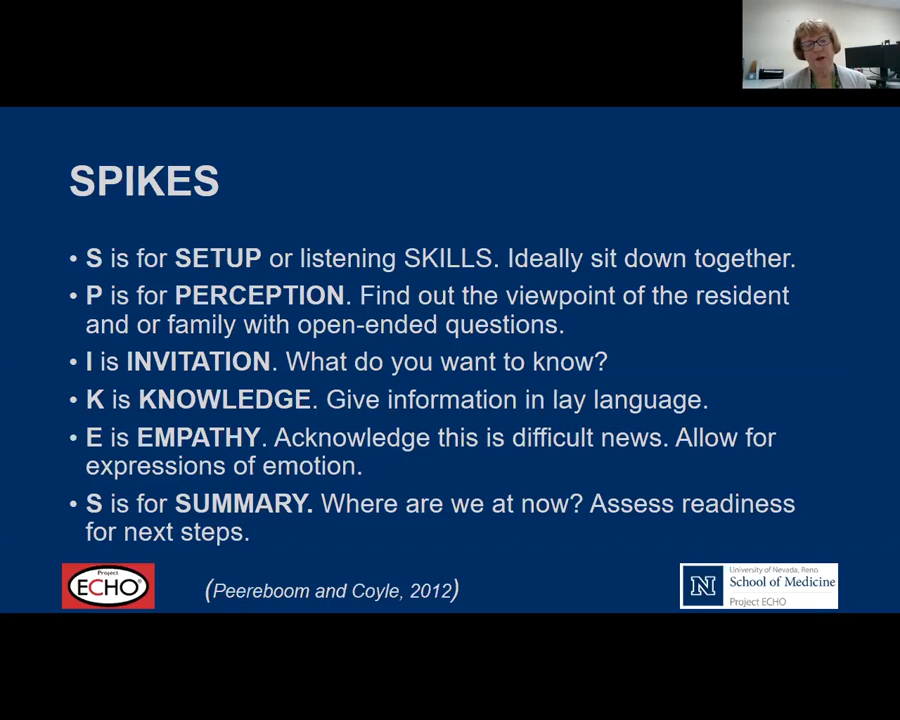 SPIKES
• S is for SETUP or listening SKILLS. Ideally sit down together.
• P is for PERCEPTION. Find out the viewpoint of the resident
and or family with open-ended questions.
• I is INVITATION. What do you want to know?
• K is KNOWLEDGE. Give information in lay language.
• E is EMPATHY. Acknowledge this is difficult news. Allow for
expressions of emotion.
• S is for SUMMARY. Where are we at now? Assess readiness
for next steps.
Project
ECHO®
(Peereboom and Coyle, 2012)
N
University of Nevada, Reno
School of Medicine
Project ECHO